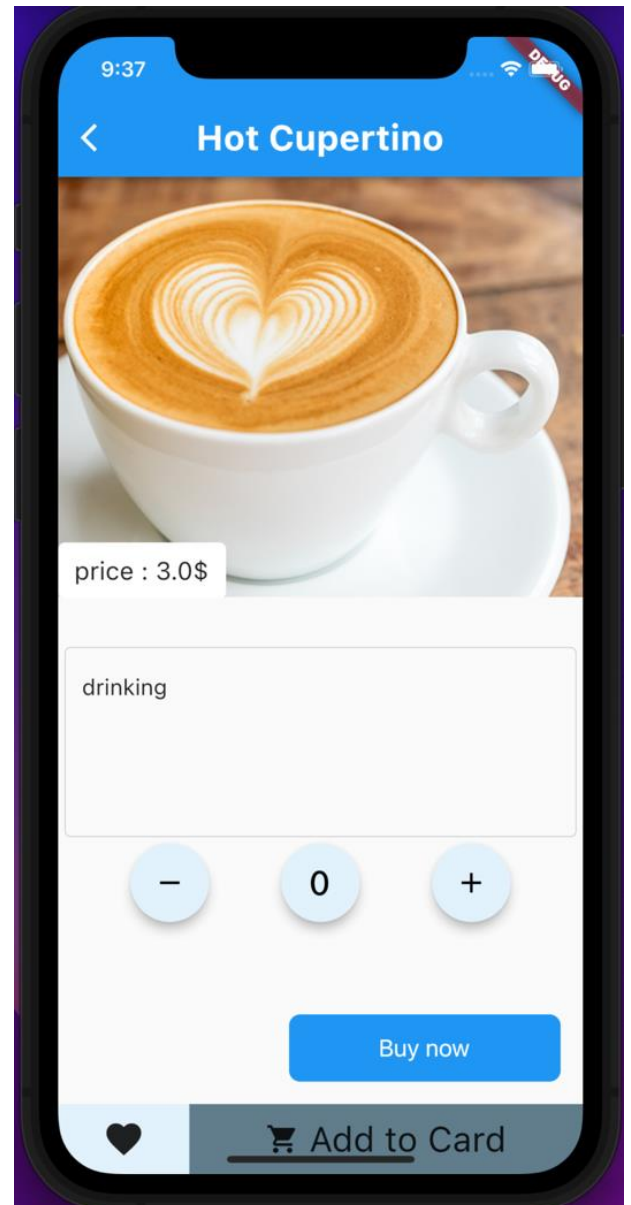 9:37
DEBUG
Hot Cupertino
price : 3.0$
drinking
− 0 +
Buy now
Add to Card